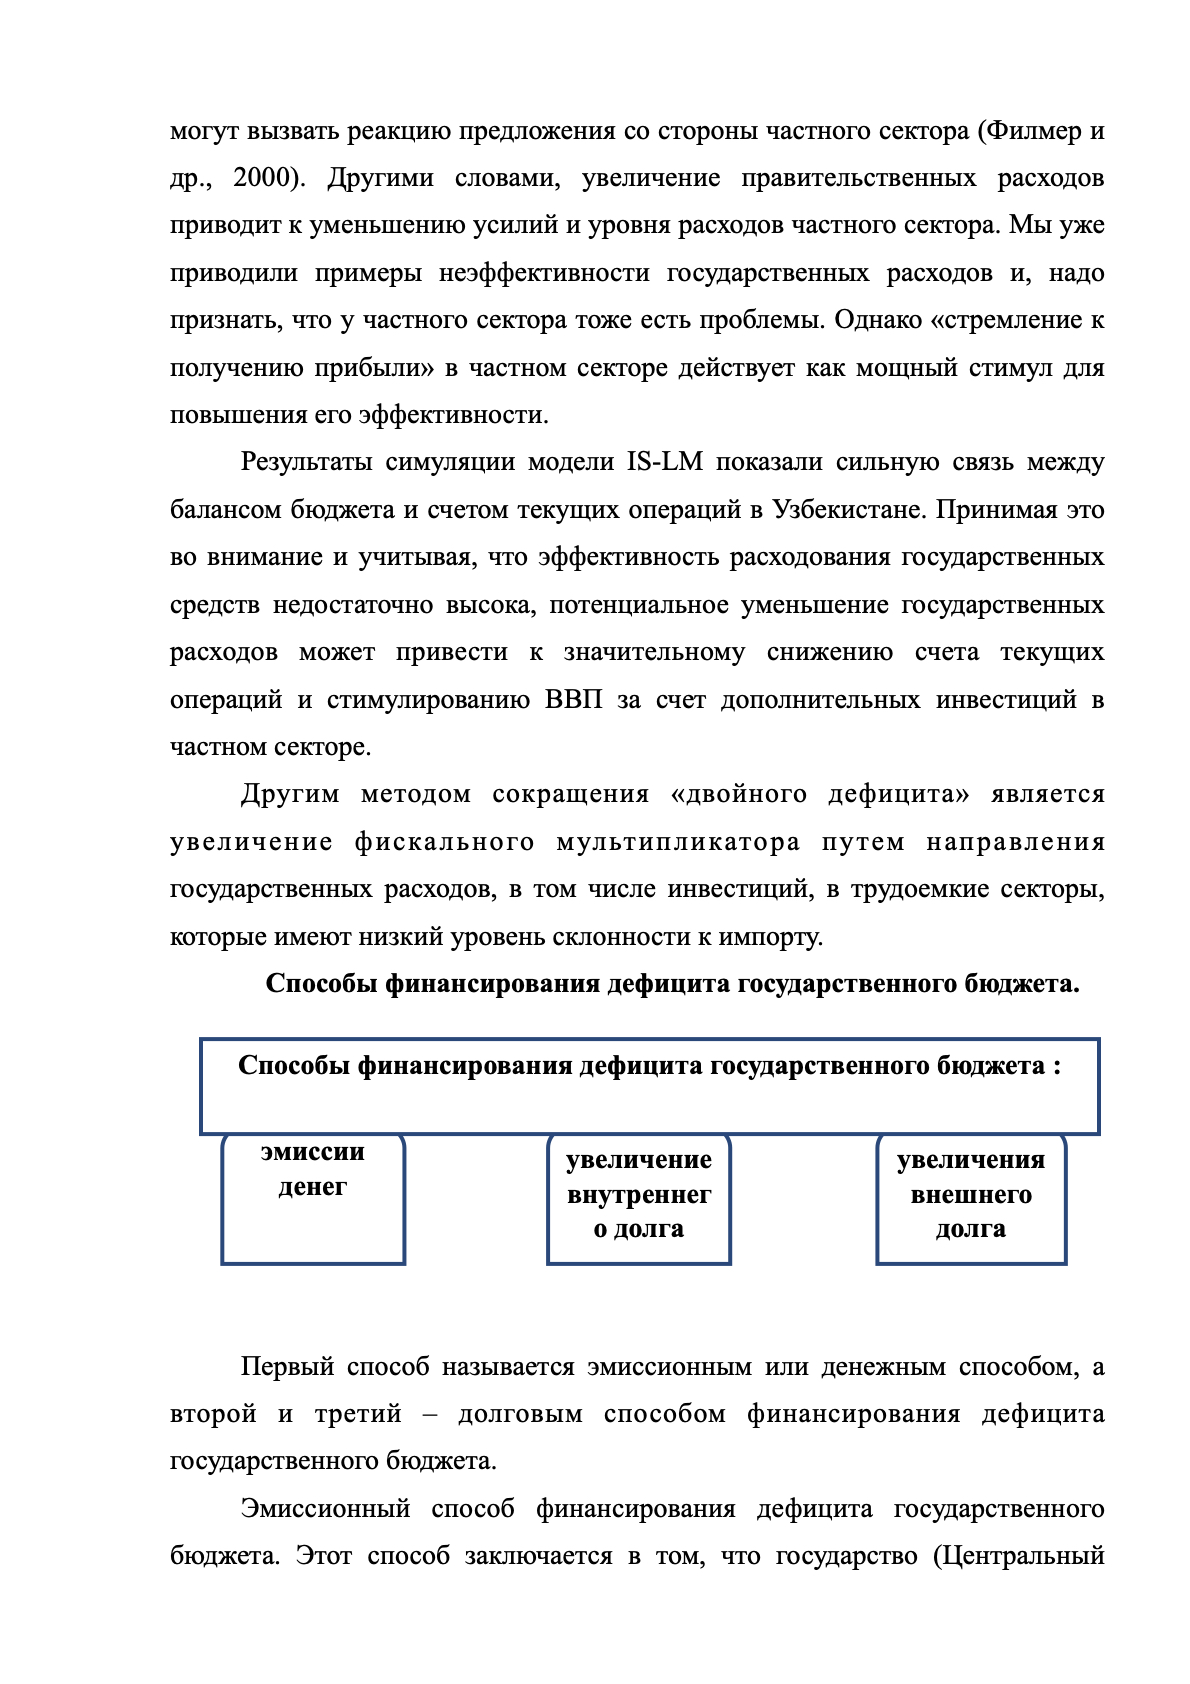 могут вызвать реакцию предложения со стороны частного сектора (Филмер и
др., 2000). Другими словами, увеличение правительственных расходов
приводит к уменьшению усилий и уровня расходов частного сектора. Мы уже
приводили примеры неэффективности государственных расходов и, надо
признать, что у частного сектора тоже есть проблемы. Однако «стремление к
получению прибыли» в частном секторе действует как мощный стимул для
повышения его эффективности.
Результаты симуляции модели IS-LM показали сильную связь между
балансом бюджета и счетом текущих операций в Узбекистане. Принимая это
во внимание и учитывая, что эффективность расходования государственных
средств недостаточно высока, потенциальное уменьшение государственных
расходов может привести к значительному снижению счета текущих
операций и стимулированию ВВП за счет дополнительных инвестиций в
частном секторе.
Другим методом сокращения «двойного дефицита» является
увеличение фискального мультипликатора путем направления
государственных расходов, в том числе инвестиций, в трудоемкие секторы,
которые имеют низкий уровень склонности к импорту.
Способы финансирования дефицита государственного бюджета.
Способы финансирования дефицита государственного бюджета :
эмиссии
денег
увеличение
внутреннег
о долга
увеличения
внешнего
долга
Первый способ называется эмиссионным или денежным способом, а
второй и третий – долговым способом финансирования дефицита
государственного бюджета.
Эмиссионный способ финансирования дефицита государственного
бюджета. Этот способ заключается в том, что государство (Центральный